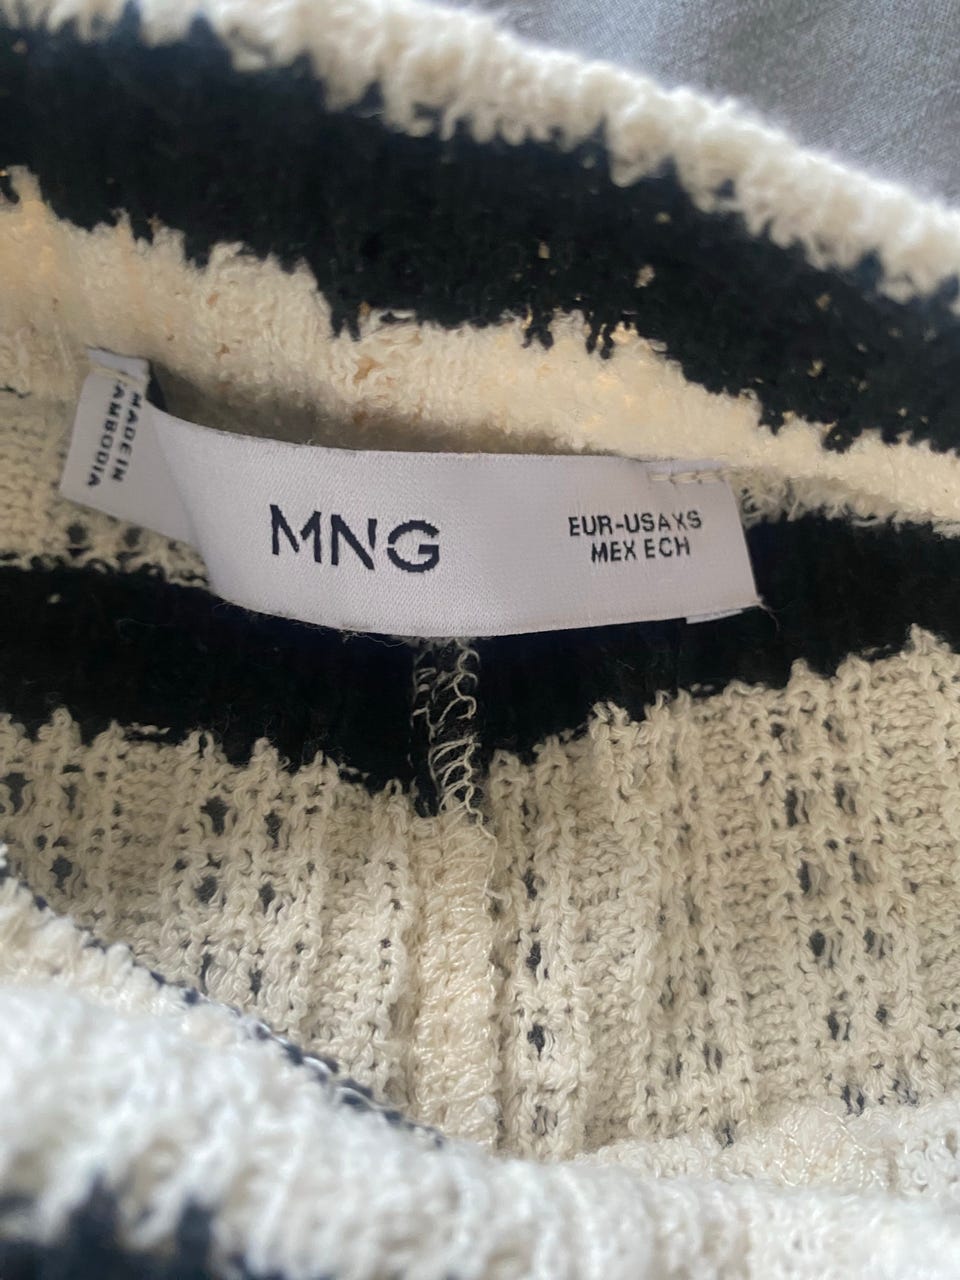 MADE IN
CAMBODIA
MNG
EUR-USA XS
MEX ECH